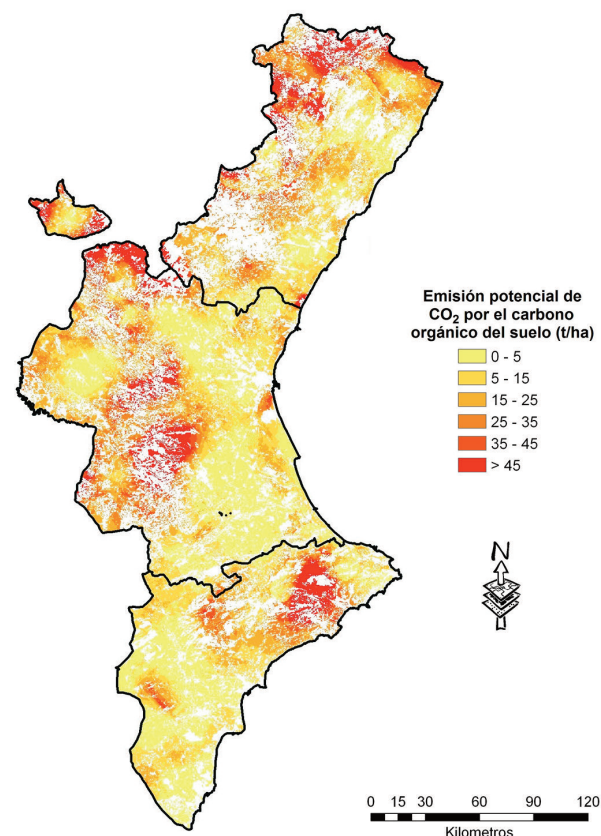 Emisión potencial de
CO₂ por el carbono
orgánico del suelo (t/ha)
0 - 5
5 - 15
15 - 25
25 - 35
35 - 45
> 45
N
0 15 30 60 90 120
Kilometros